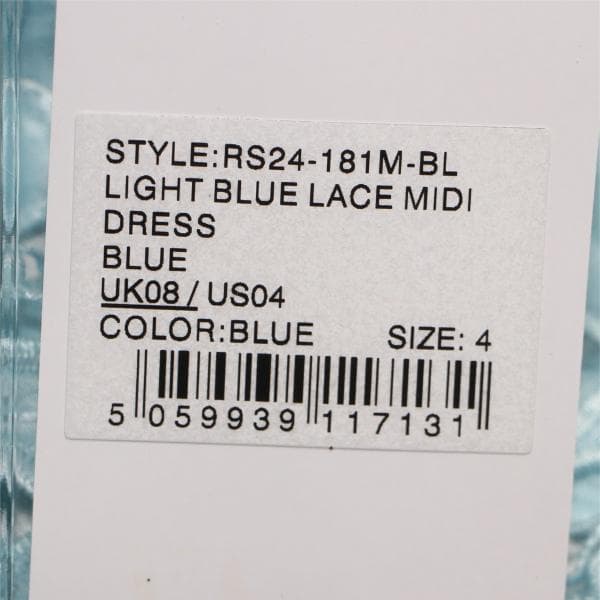 STYLE:RS24-181M-BL
LIGHT BLUE LACE MIDI
DRESS
BLUE
UK08 / US04
COLOR:BLUE SIZE: 4
5 059939 117131